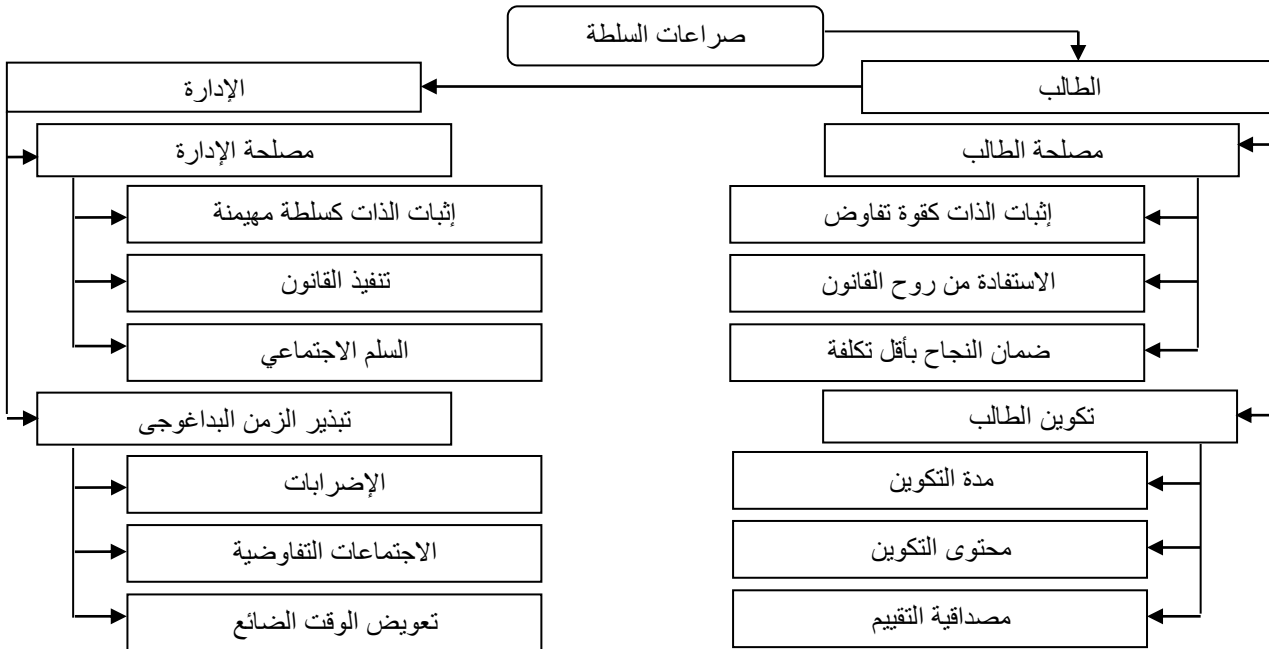 صراعات السلطة
الطالب
الإدارة
مصلحة الطالب
مصلحة الإدارة
إثبات الذات كقوة تفاوض
إثبات الذات كسلطة مهيمنة
الاستفادة من روح القانون
تنفيذ القانون
ضمان النجاح بأقل تكلفة
السلم الاجتماعي
تكوين الطالب
تبذير الزمن البداغوجى
مدة التكوين
الإضرابات
محتوى التكوين
الاجتماعات التفاوضية
مصداقية التقييم
تعويض الوقت الضائع